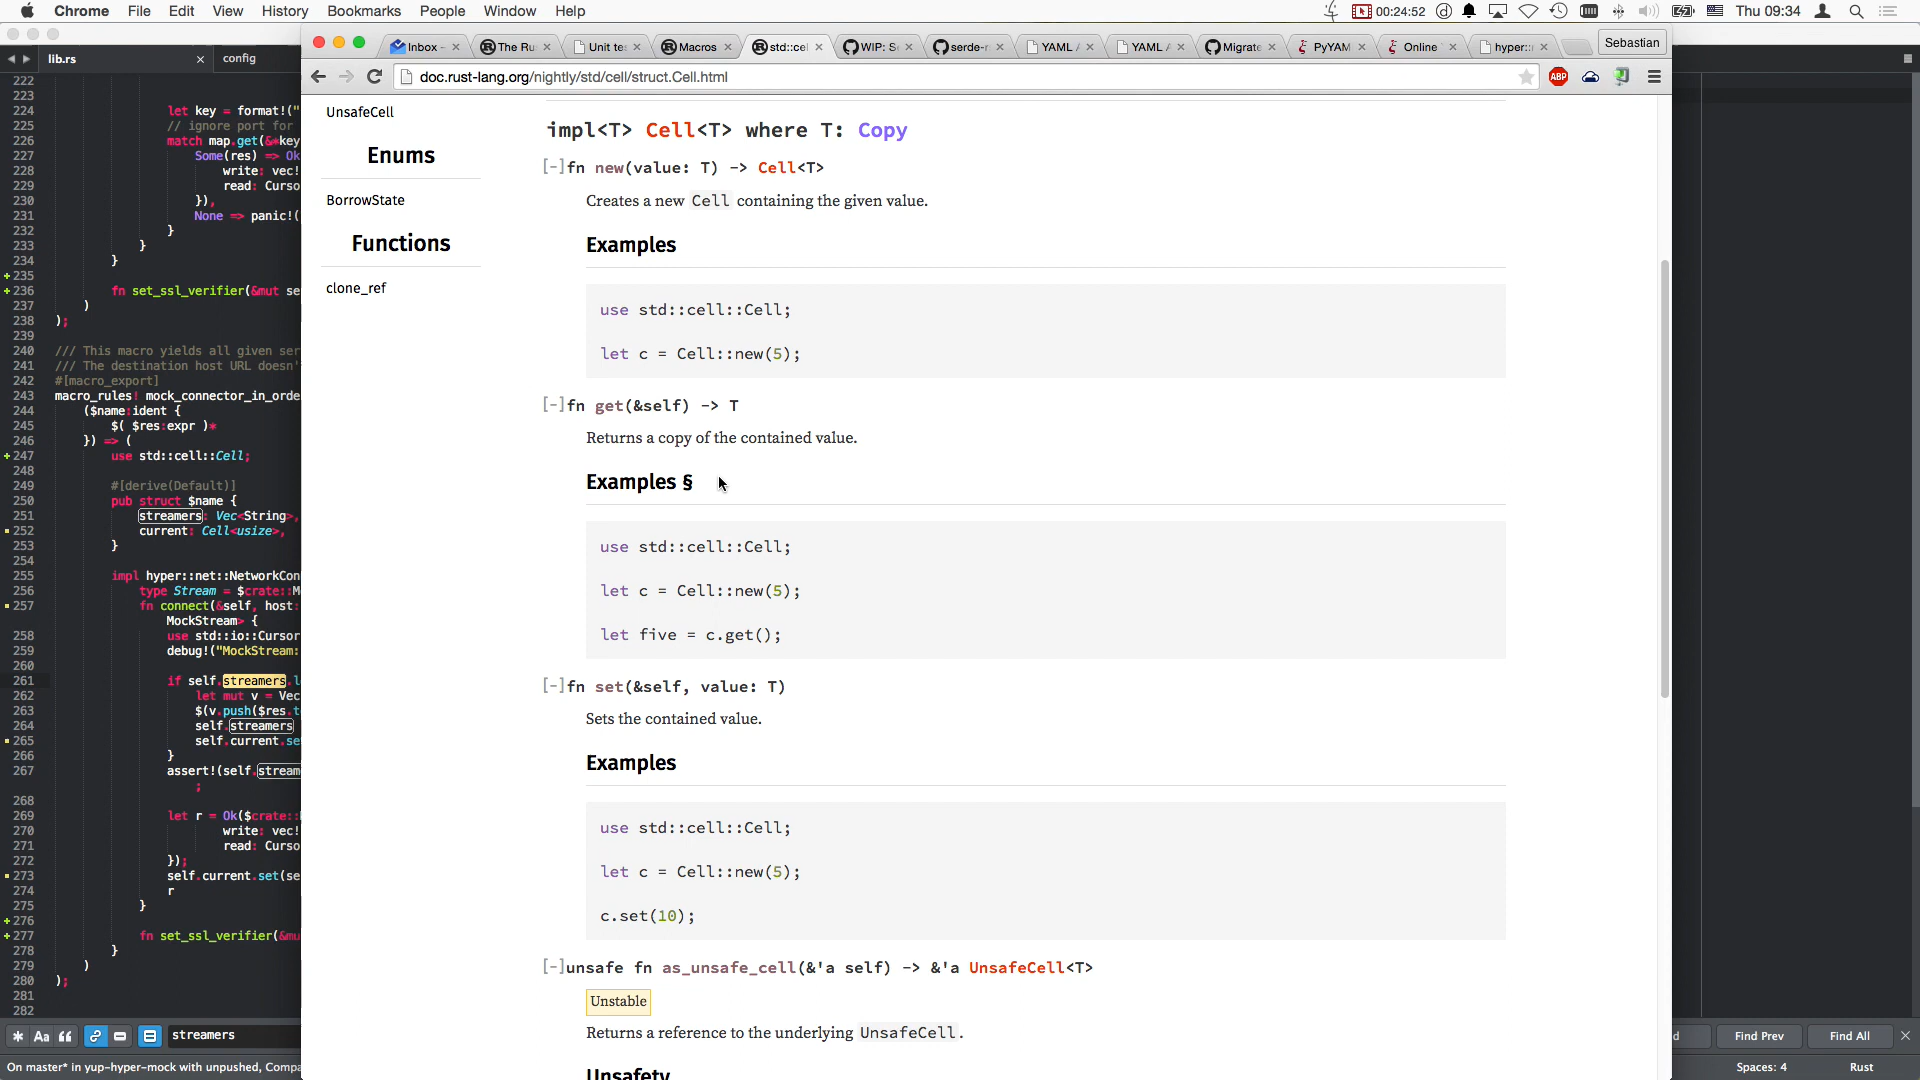 Chrome File Edit View History Bookmarks People Window Help
00:24:52 Thu 09:34
Inbox - The Ru Unit te Macros std::cel WIP: S serde-r YAML / YAML / Migrate PyYAM Online hyper:: Sebastian
doc.rust-lang.org/nightly/std/cell/struct.Cell.html
ABP
lib.rs config
222
223
224 let key = format!("
225 // ignore port for
226 match map.get(&*key
227 Some(res) => Ok
228 write: vec!
229 read: Curso
230 }),
231 None => panic!(
232 }
233 }
234 }
235
236 fn set_ssl_verifier(&mut se
237 )
238 );
239
240 /// This macro yields all given ser
241 /// The destination host URL doesn'
242 #[macro_export]
243 macro_rules! mock_connector_in_orde
244 ($name:ident {
245 $( $res:expr )*
246 }) => (
247 use std::cell::Cell;
248
249 #[derive(Default)]
250 pub struct $name {
251 streamers: Vec<String>,
252 current: Cell<usize>,
253 }
254
255 impl hyper::net::NetworkCon
256 type Stream = $crate::M
257 fn connect(&self, host:
MockStream> {
258 use std::io::Cursor
259 debug!("MockStream:
260
261 if self.streamers.l
262 let mut v = Vec
263 $(v.push($res.t
264 self.streamers
265 self.current.se
266 }
267 assert!(self.stream
;
268
269 let r = Ok($crate::
270 write: vec!
271 read: Curso
272 });
273 self.current.set(se
274 r
275 }
276
277 fn set_ssl_verifier(&mu
278 }
279 )
280 );
281
282
UnsafeCell
Enums
BorrowState
Functions
clone_ref
impl<T> Cell<T> where T: Copy
[-]fn new(value: T) -> Cell<T>
Creates a new Cell containing the given value.
Examples
use std::cell::Cell;
let c = Cell::new(5);
[-]fn get(&self) -> T
Returns a copy of the contained value.
Examples §
use std::cell::Cell;
let c = Cell::new(5);
let five = c.get();
[-]fn set(&self, value: T)
Sets the contained value.
Examples
use std::cell::Cell;
let c = Cell::new(5);
c.set(10);
[-]unsafe fn as_unsafe_cell(&'a self) -> &'a UnsafeCell<T>
Unstable
Returns a reference to the underlying UnsafeCell.
Unsafety
Aa streamers d Find Prev Find All
On master* in yup-hyper-mock with unpushed, Compa Spaces: 4 Rust